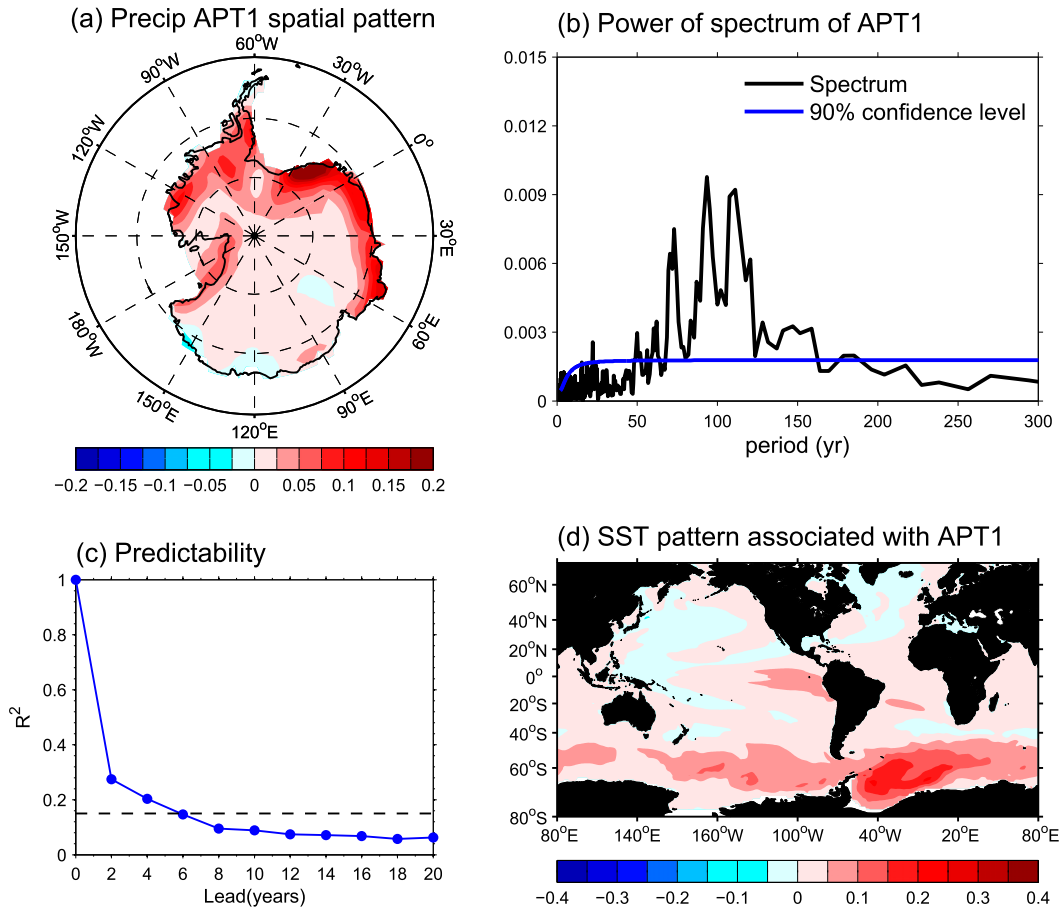 (a) Precip APT1 spatial pattern
60°W
90°W
30°W
120°W
0°
150°W
30°E
180°W
60°E
150°E
90°E
120°E
−0.2 −0.15 −0.1 −0.05 0 0.05 0.1 0.15 0.2
(b) Power of spectrum of APT1
0.015
0.012
0.009
0.006
0.003
0
Spectrum
90% confidence level
0 50 100 150 200 250 300
period (yr)
(c) Predictability
1
0.8
0.6
0.4
0.2
0
R²
0 2 4 6 8 10 12 14 16 18 20
Lead(years)
(d) SST pattern associated with APT1
60°N
40°N
20°N
0°
20°S
40°S
60°S
80°S
80°E 140°E 160°W 100°W 40°W 20°E 80°E
−0.4 −0.3 −0.2 −0.1 0 0.1 0.2 0.3 0.4